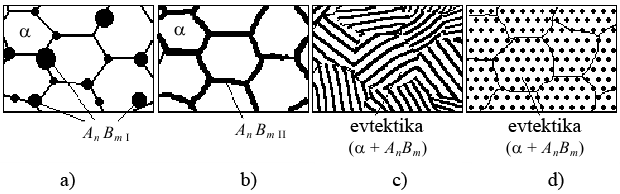 α
α
AₙBₘ I
AₙBₘ II
evtektika
(α + AₙBₘ)
evtektika
(α + AₙBₘ)
a)
b)
c)
d)